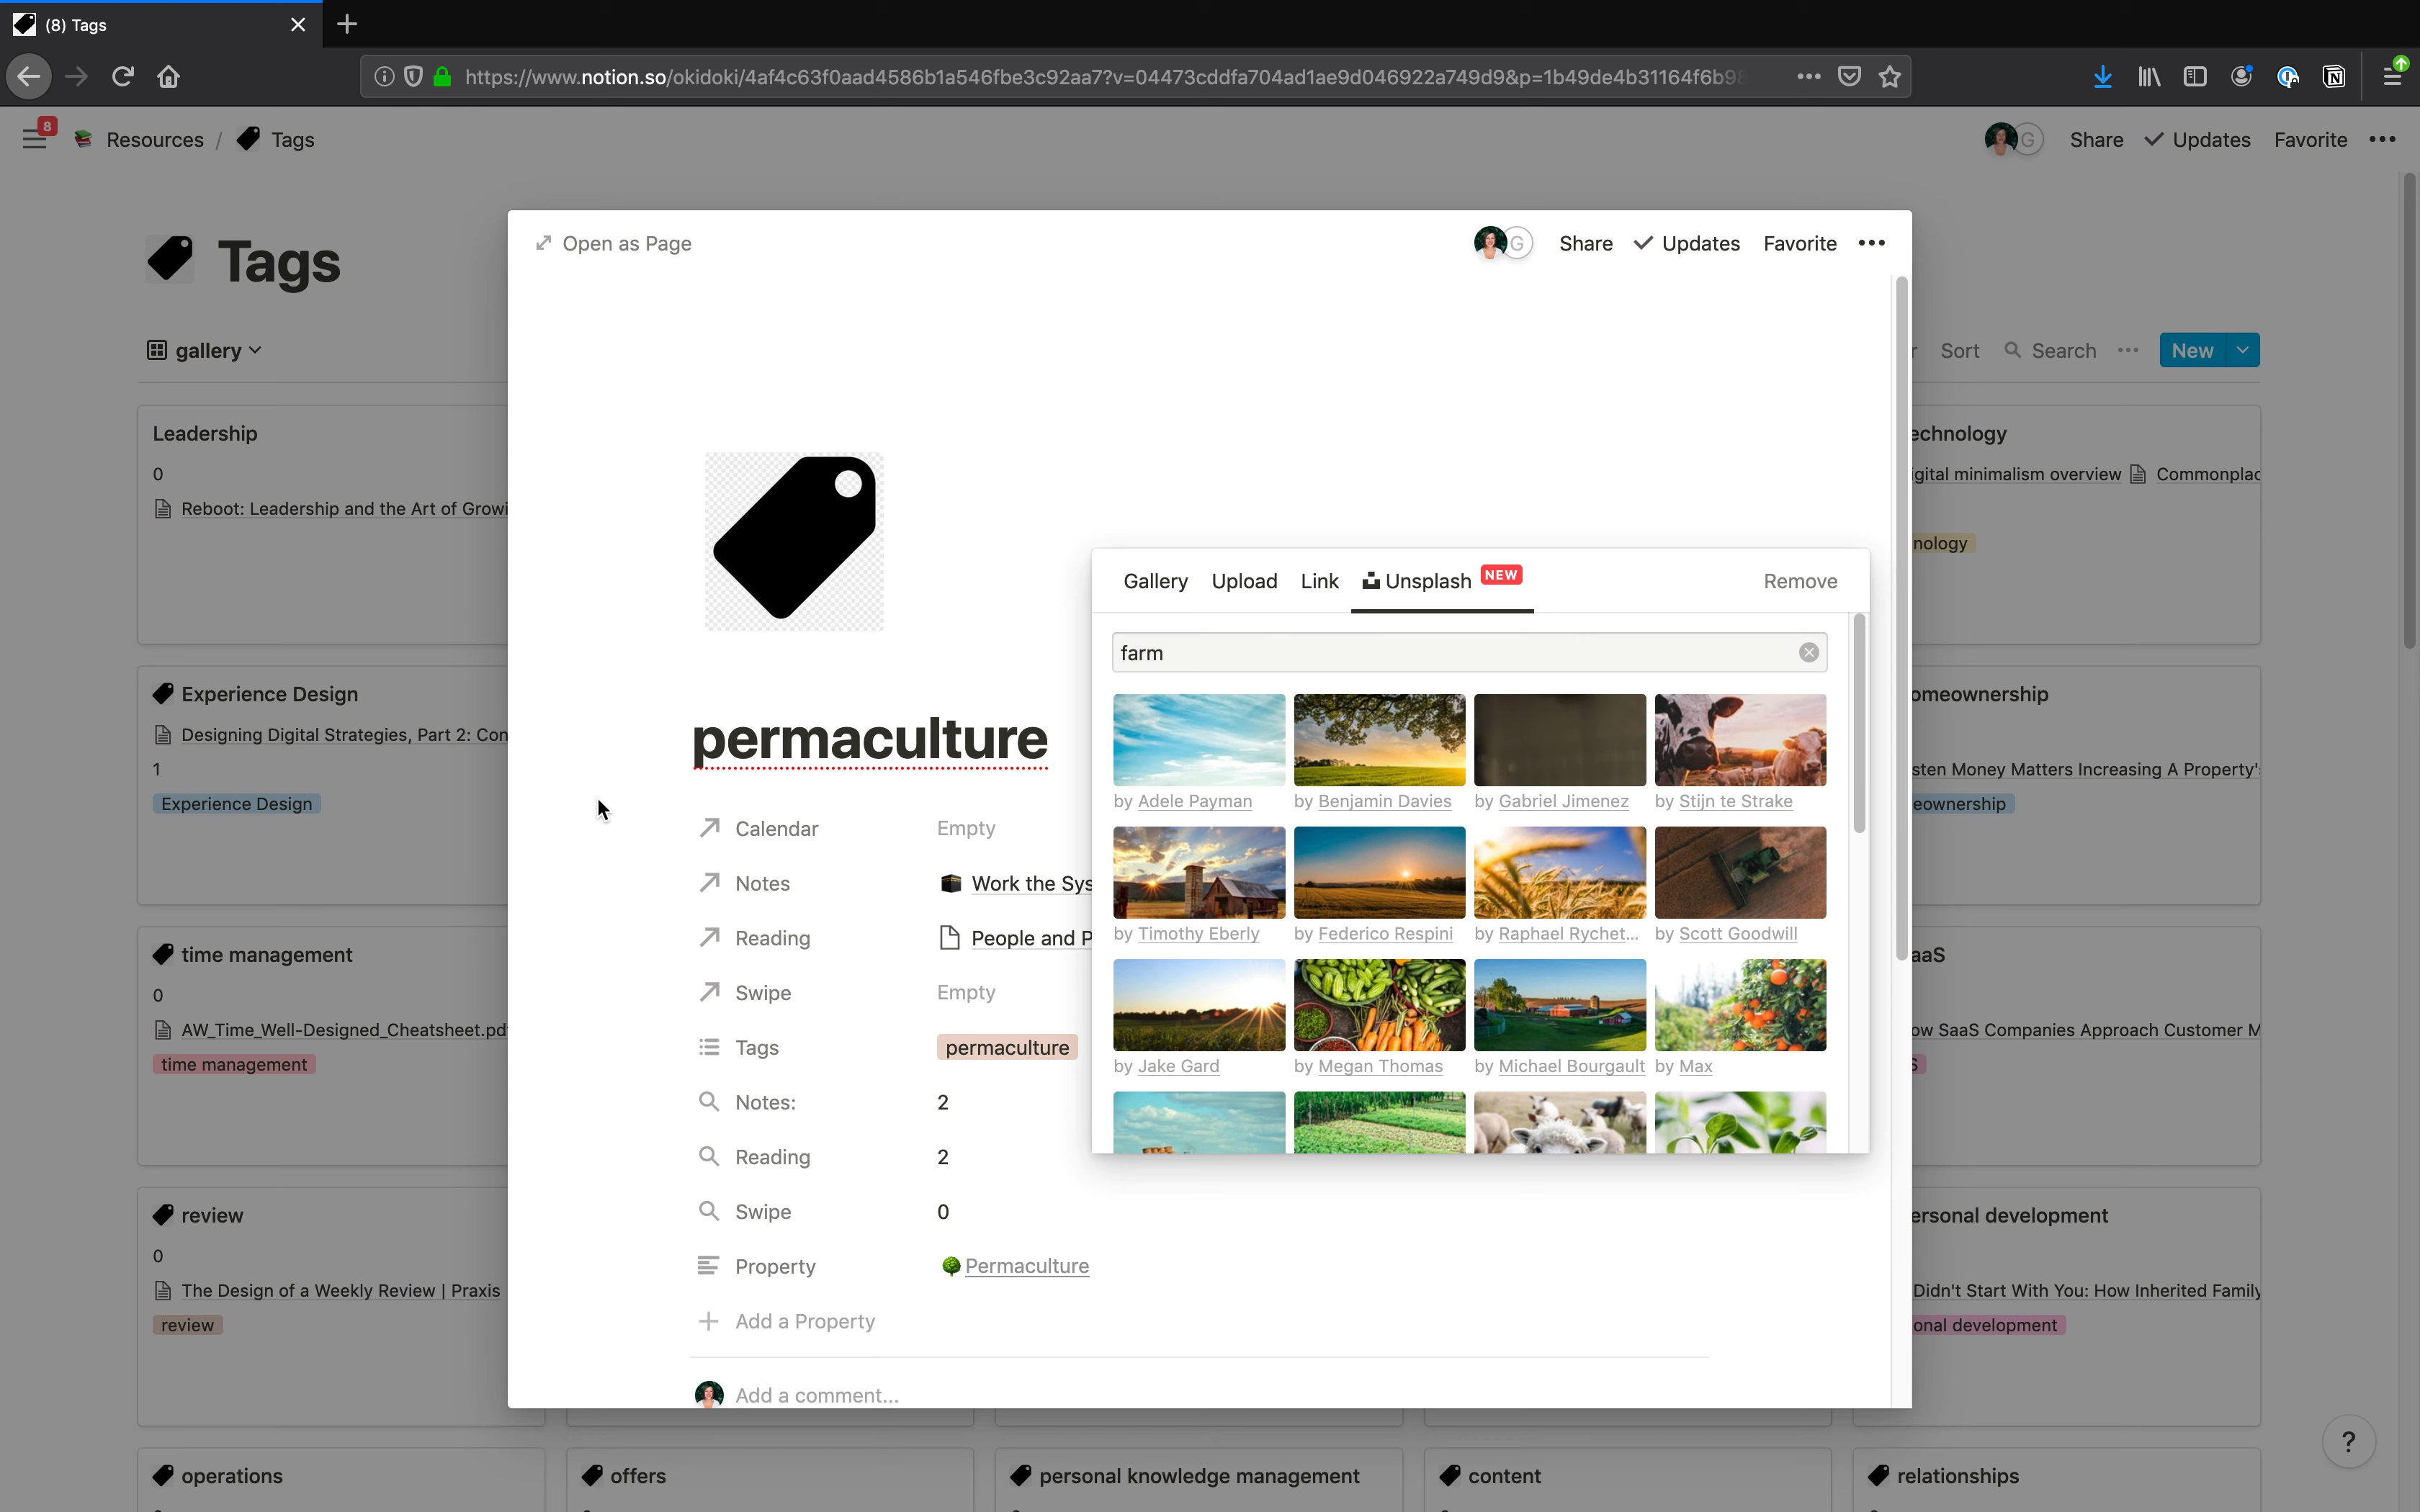 (8) Tags
https://www.notion.so/okidoki/4af4c63f0aad4586b1a546fbe3c92aa7?v=04473cddfa704ad1ae9d046922a749d9&p=1b49de4b31164f6b98
8
Resources / Tags
G Share Updates Favorite
Tags
gallery
Sort Search New
Open as Page
G Share Updates Favorite
Leadership
0
Reboot: Leadership and the Art of Growi
Experience Design
Designing Digital Strategies, Part 2: Con
1
Experience Design
time management
0
AW_Time_Well-Designed_Cheatsheet.pd
time management
review
0
The Design of a Weekly Review | Praxis
review
permaculture
Calendar Empty
Notes Work the Sys
Reading People and P
Swipe Empty
Tags permaculture
Notes: 2
Reading 2
Swipe 0
Property Permaculture
Add a Property
Add a comment...
Gallery Upload Link Unsplash NEW Remove
farm
by Adele Payman by Benjamin Davies by Gabriel Jimenez by Stijn te Strake
by Timothy Eberly by Federico Respini by Raphael Rychet... by Scott Goodwill
by Jake Gard by Megan Thomas by Michael Bourgault by Max
echnology
igital minimalism overview Commonplac
nology
omeownership
sten Money Matters Increasing A Property'
eownership
aaS
ow SaaS Companies Approach Customer M
S
ersonal development
Didn't Start With You: How Inherited Family
onal development
operations offers personal knowledge management content relationships
?